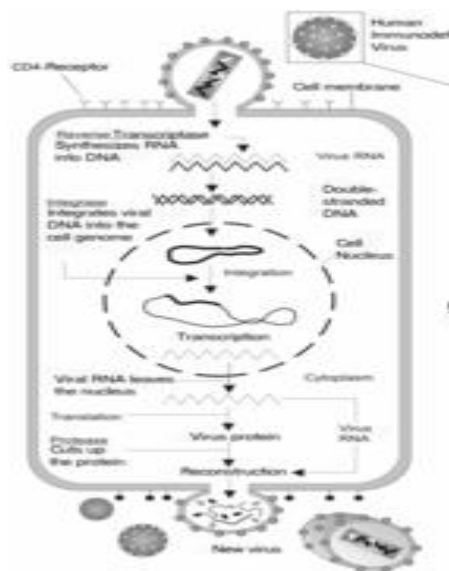 Human
Immunodef
Virus
CD4-Receptor
Cell membrane
Reverse Transcriptase
Synthesizes RNA
into DNA
Virus RNA
Double-
stranded
DNA
Integrase
Integrates viral
DNA into the
cell genome
Cell
Nucleus
Integration
Transcription
Viral RNA leaves
the nucleus
Cytoplasm
Translation
Virus
RNA
Virus protein
Protease
Cuts up
the protein
Reconstruction
New virus